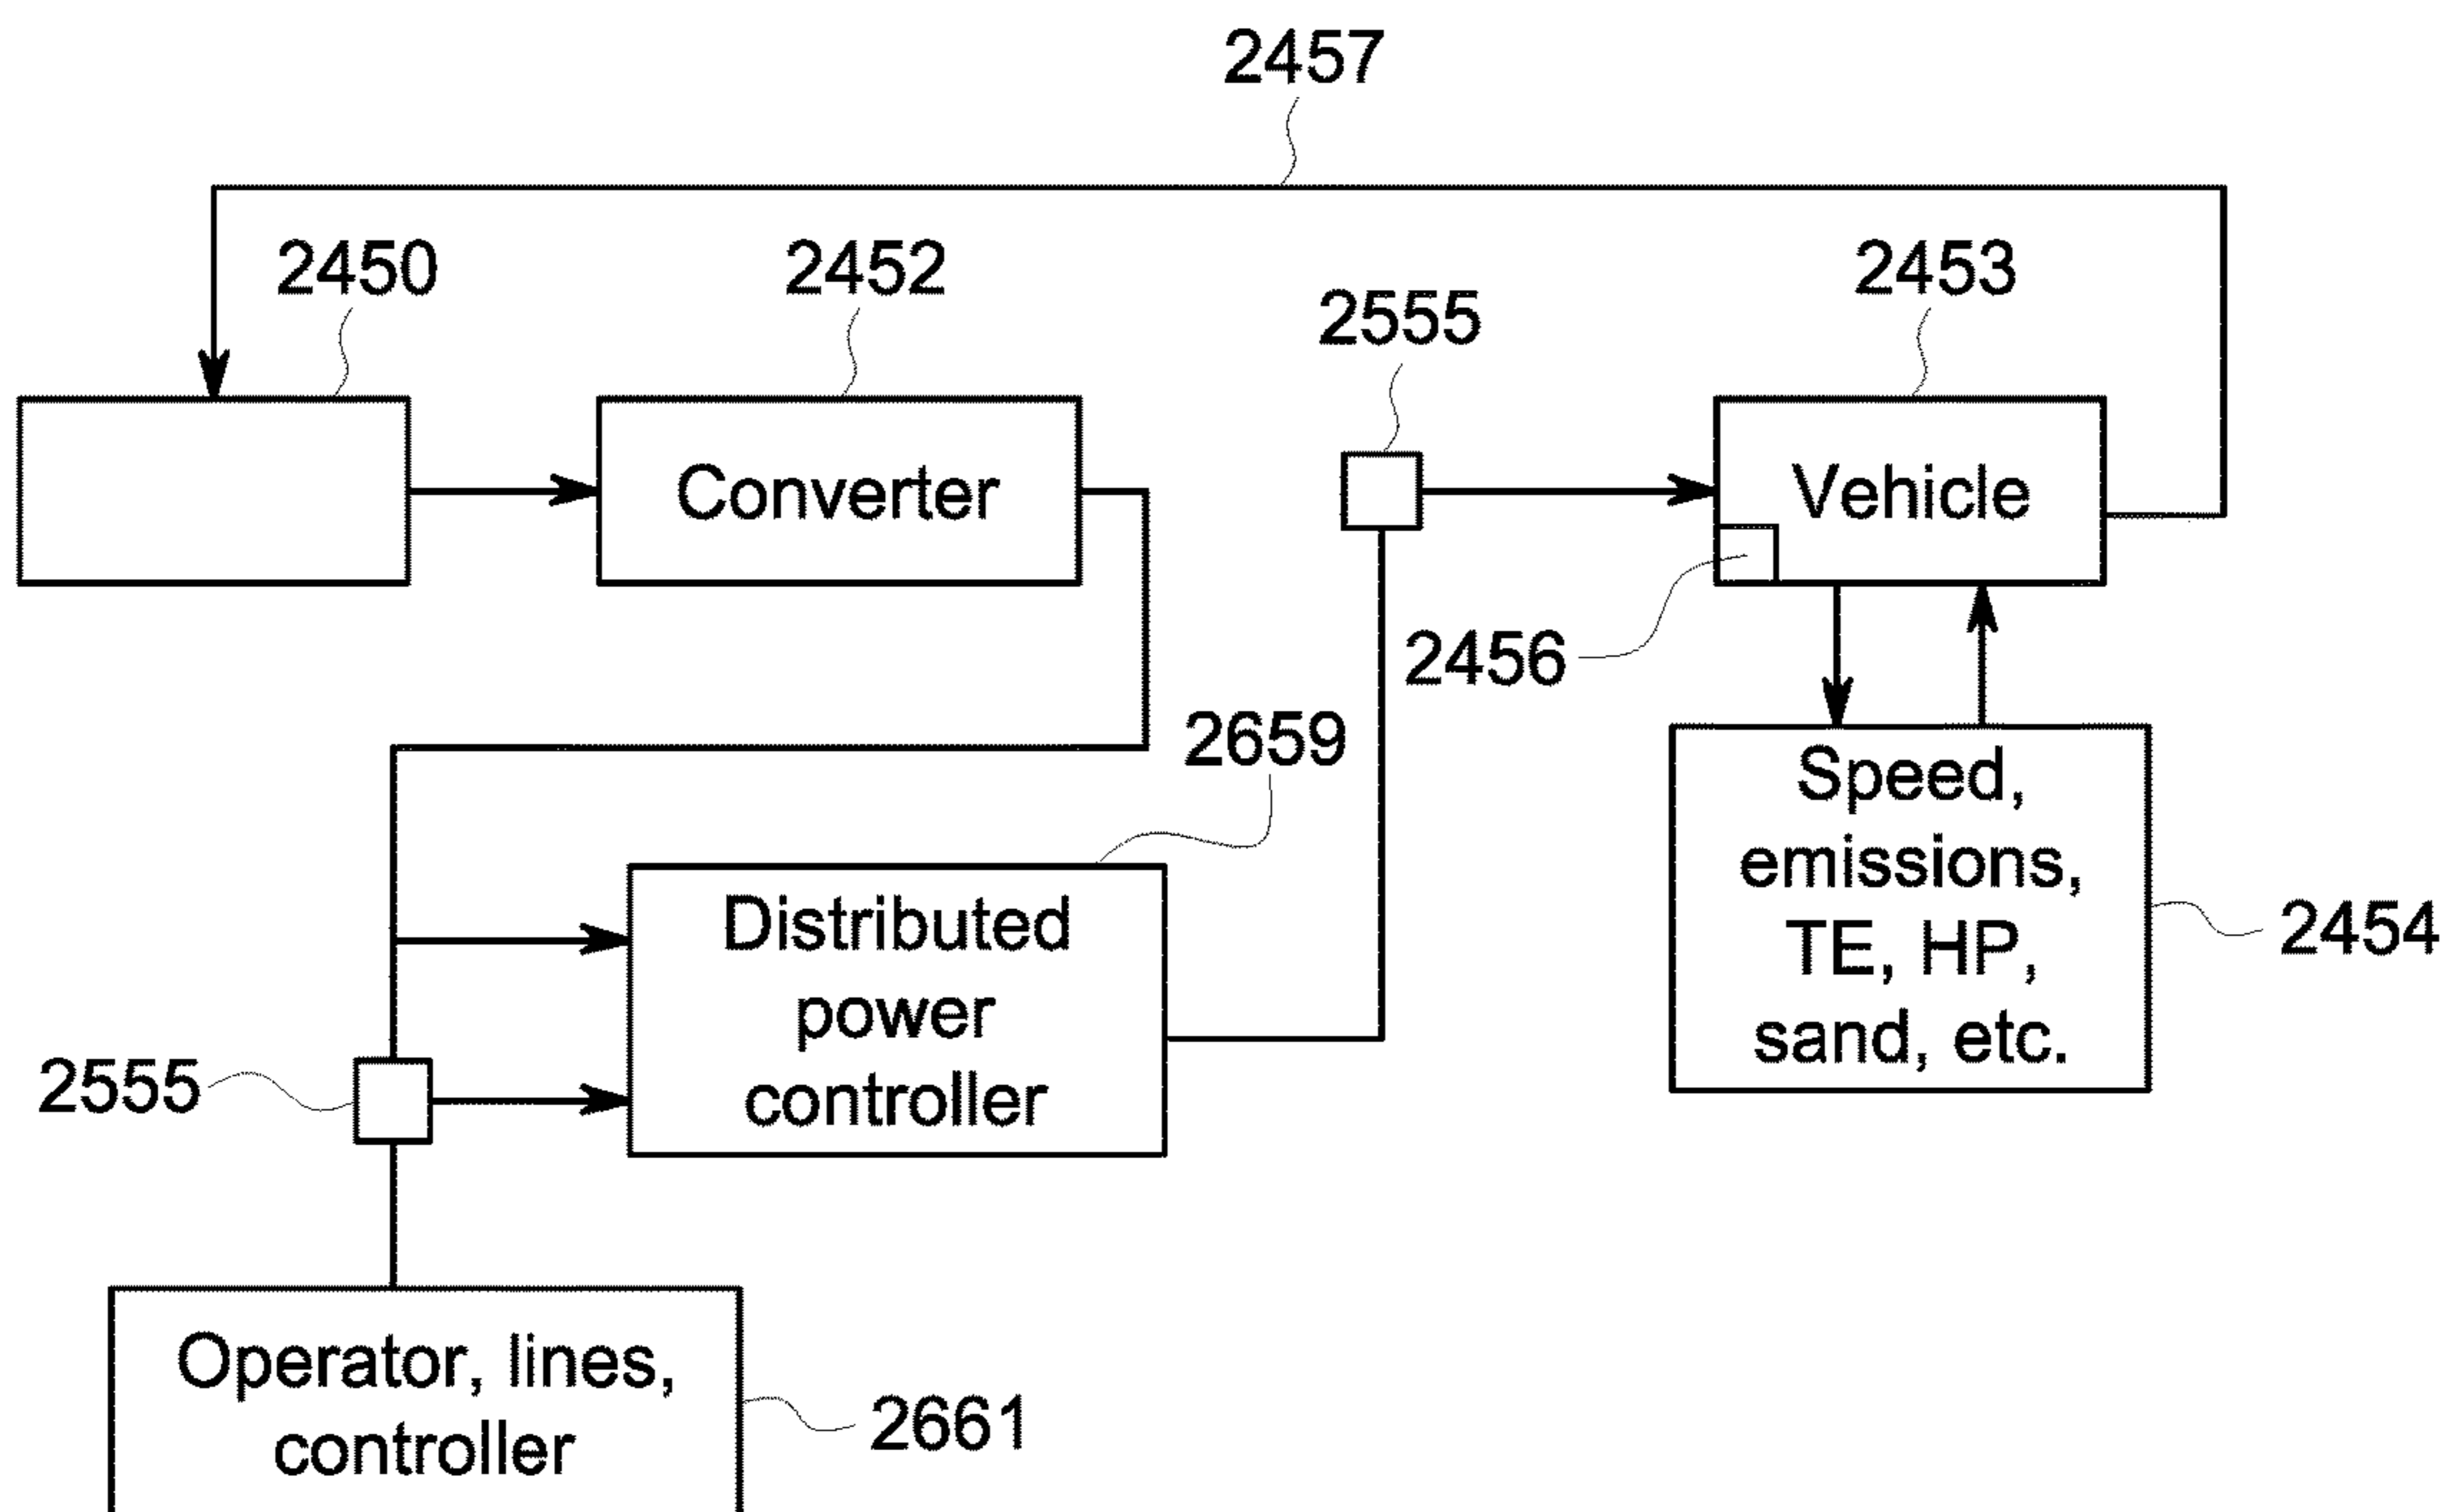 2457
2450
2452
2453
2555
Converter
Vehicle
2456
2659
Speed,
emissions,
TE, HP,
sand, etc.
2454
Distributed
power
controller
2555
Operator, lines,
controller
2661